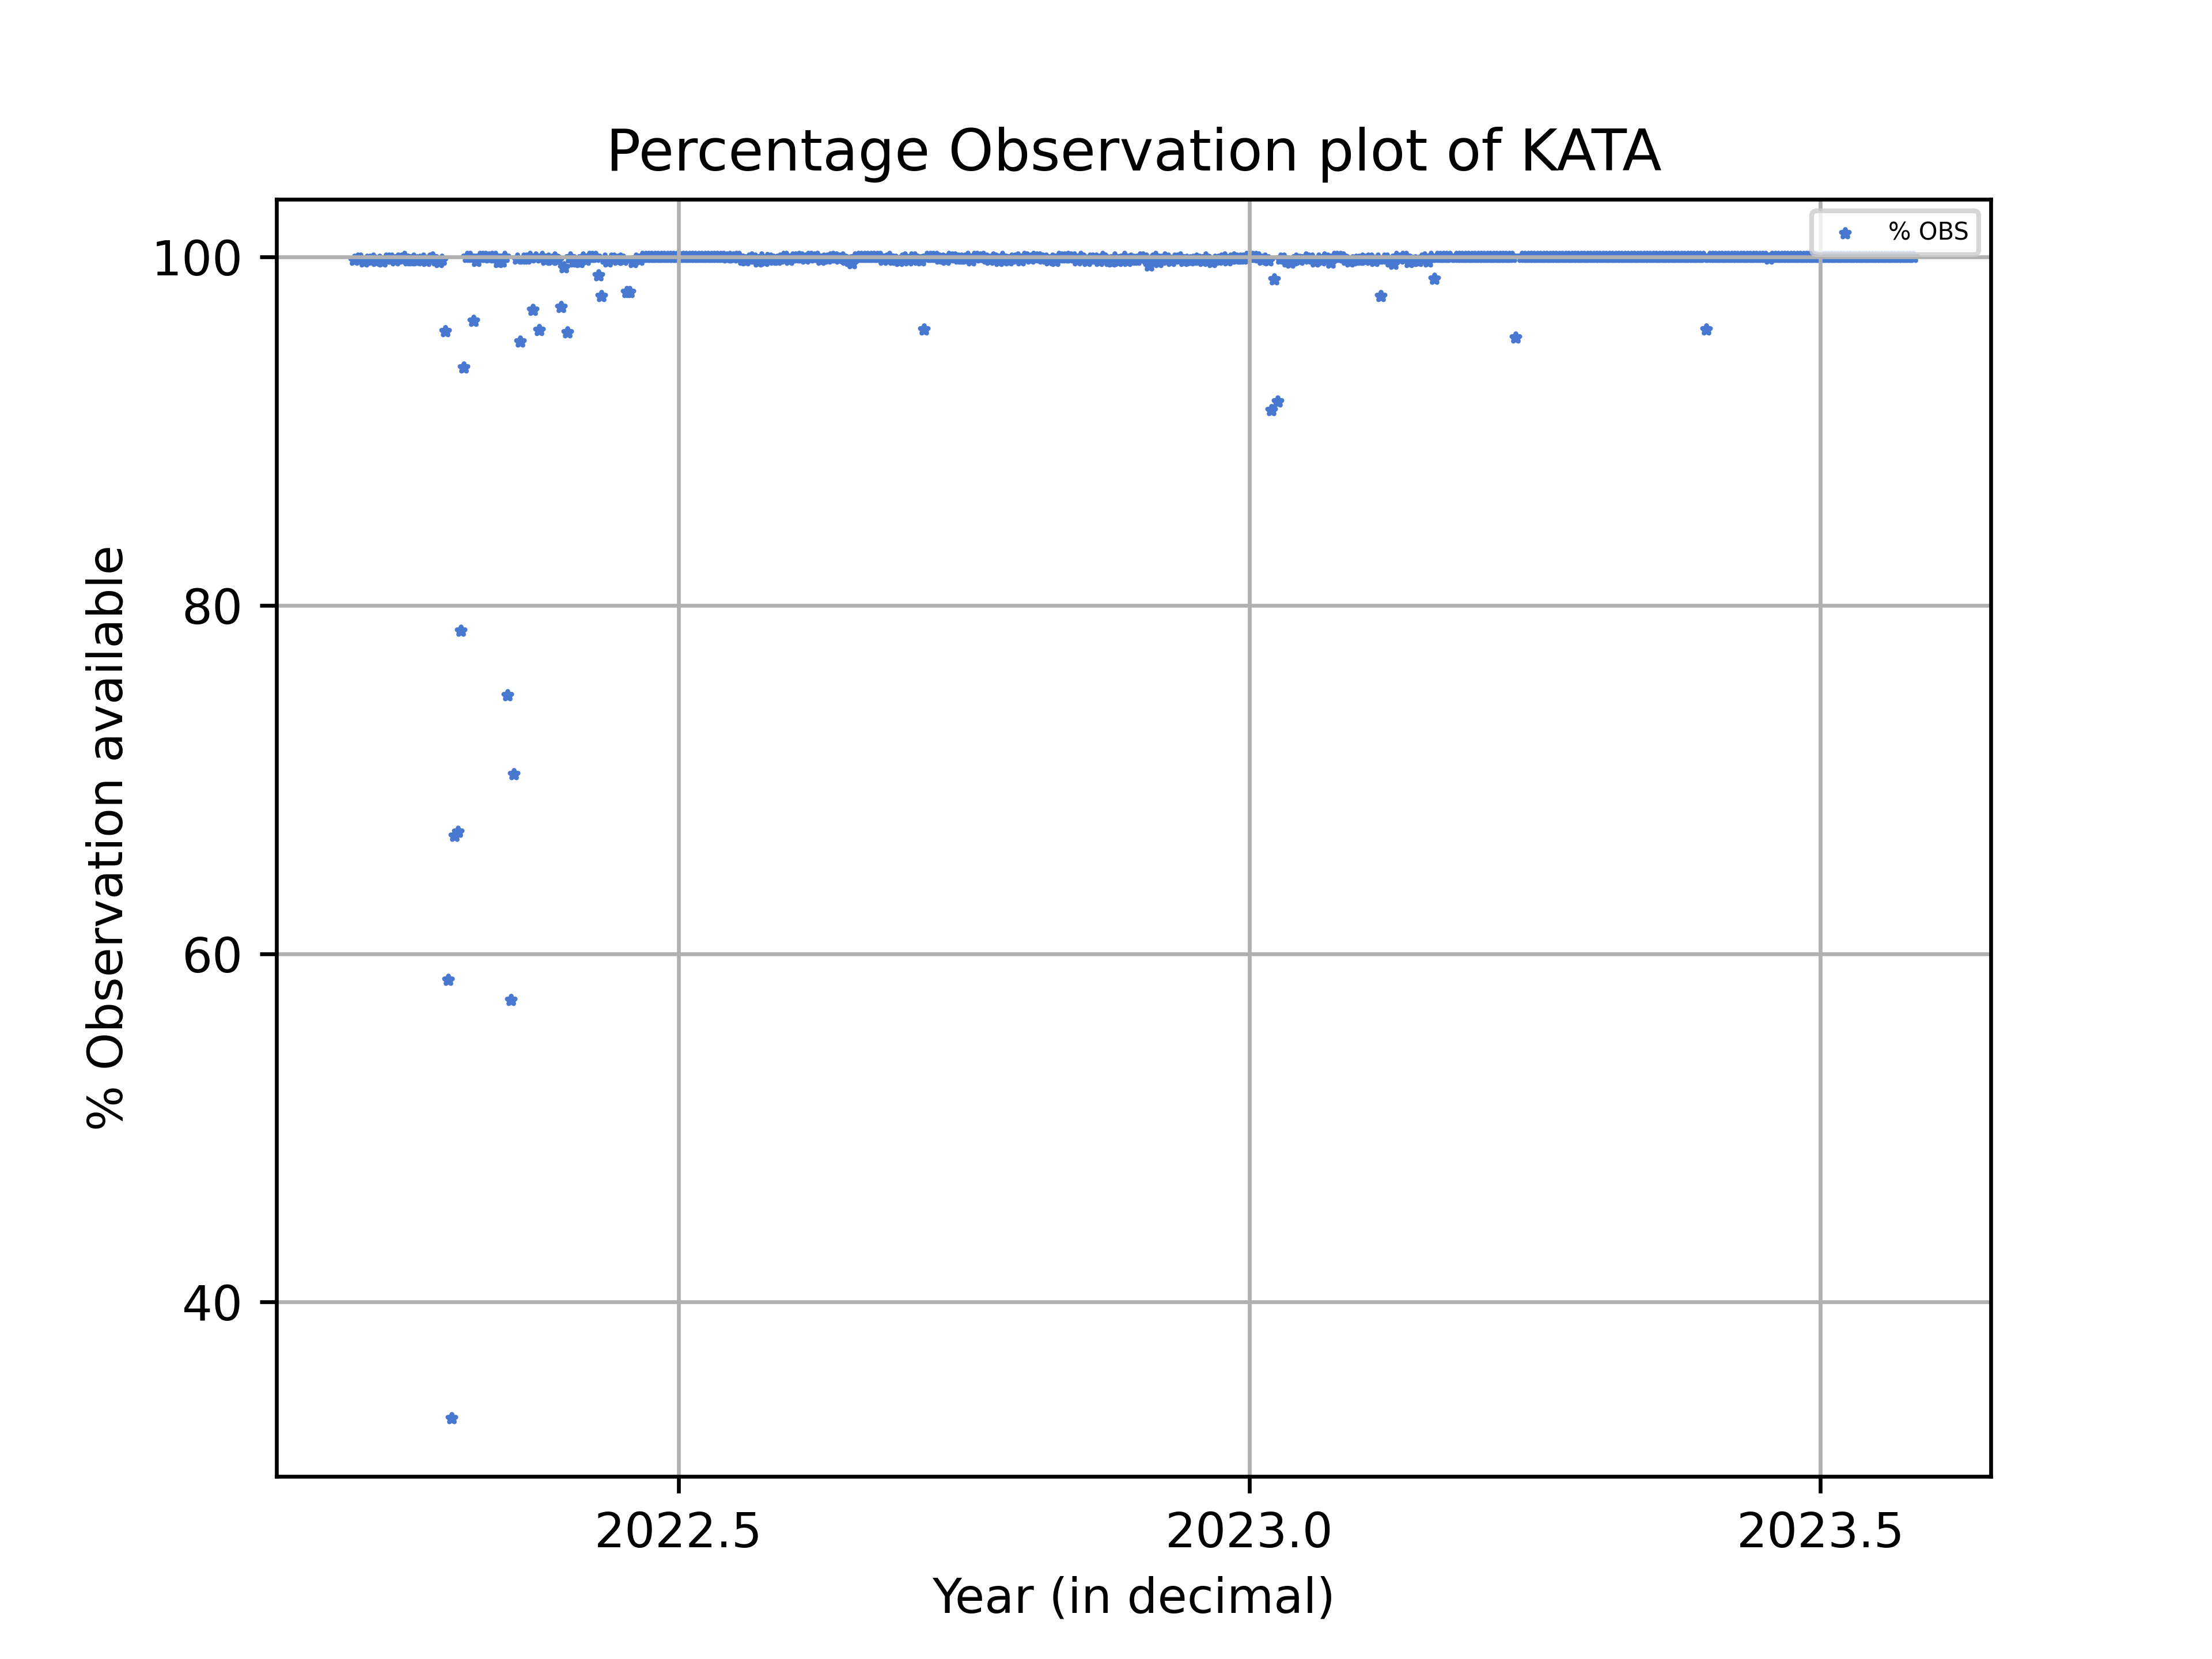 Percentage Observation plot of KATA
% OBS
100
80
60
40
% Observation available
2022.5 2023.0 2023.5
Year (in decimal)